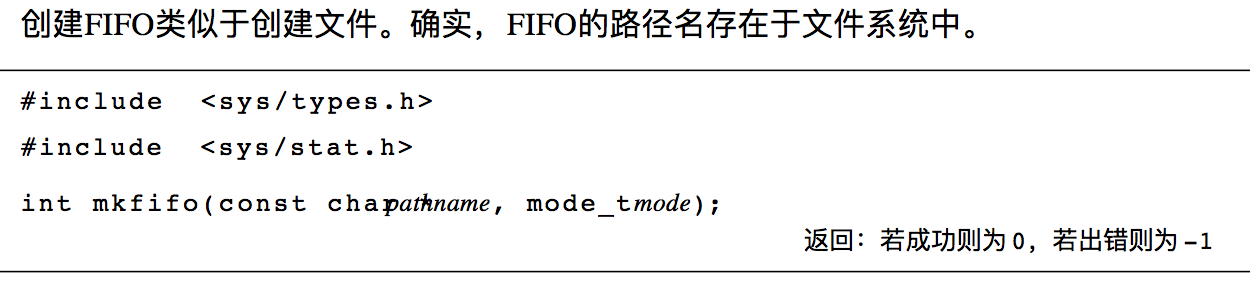 创建FIFO类似于创建文件。确实，FIFO的路径名存在于文件系统中。
#include <sys/types.h>
#include <sys/stat.h>
int mkfifo(const char *pathname, mode_t mode);
返回：若成功则为 0，若出错则为 -1